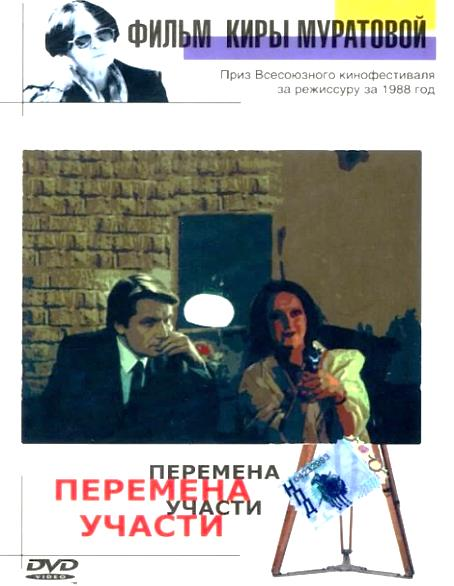 ФИЛЬМ КИРЫ МУРАТОВОЙ
Приз Всесоюзного кинофестиваля
за режиссуру за 1988 год
ПЕРЕМЕНА
УЧАСТИ
ПЕРЕМЕНА
УЧАСТИ
DVD
VIDEO